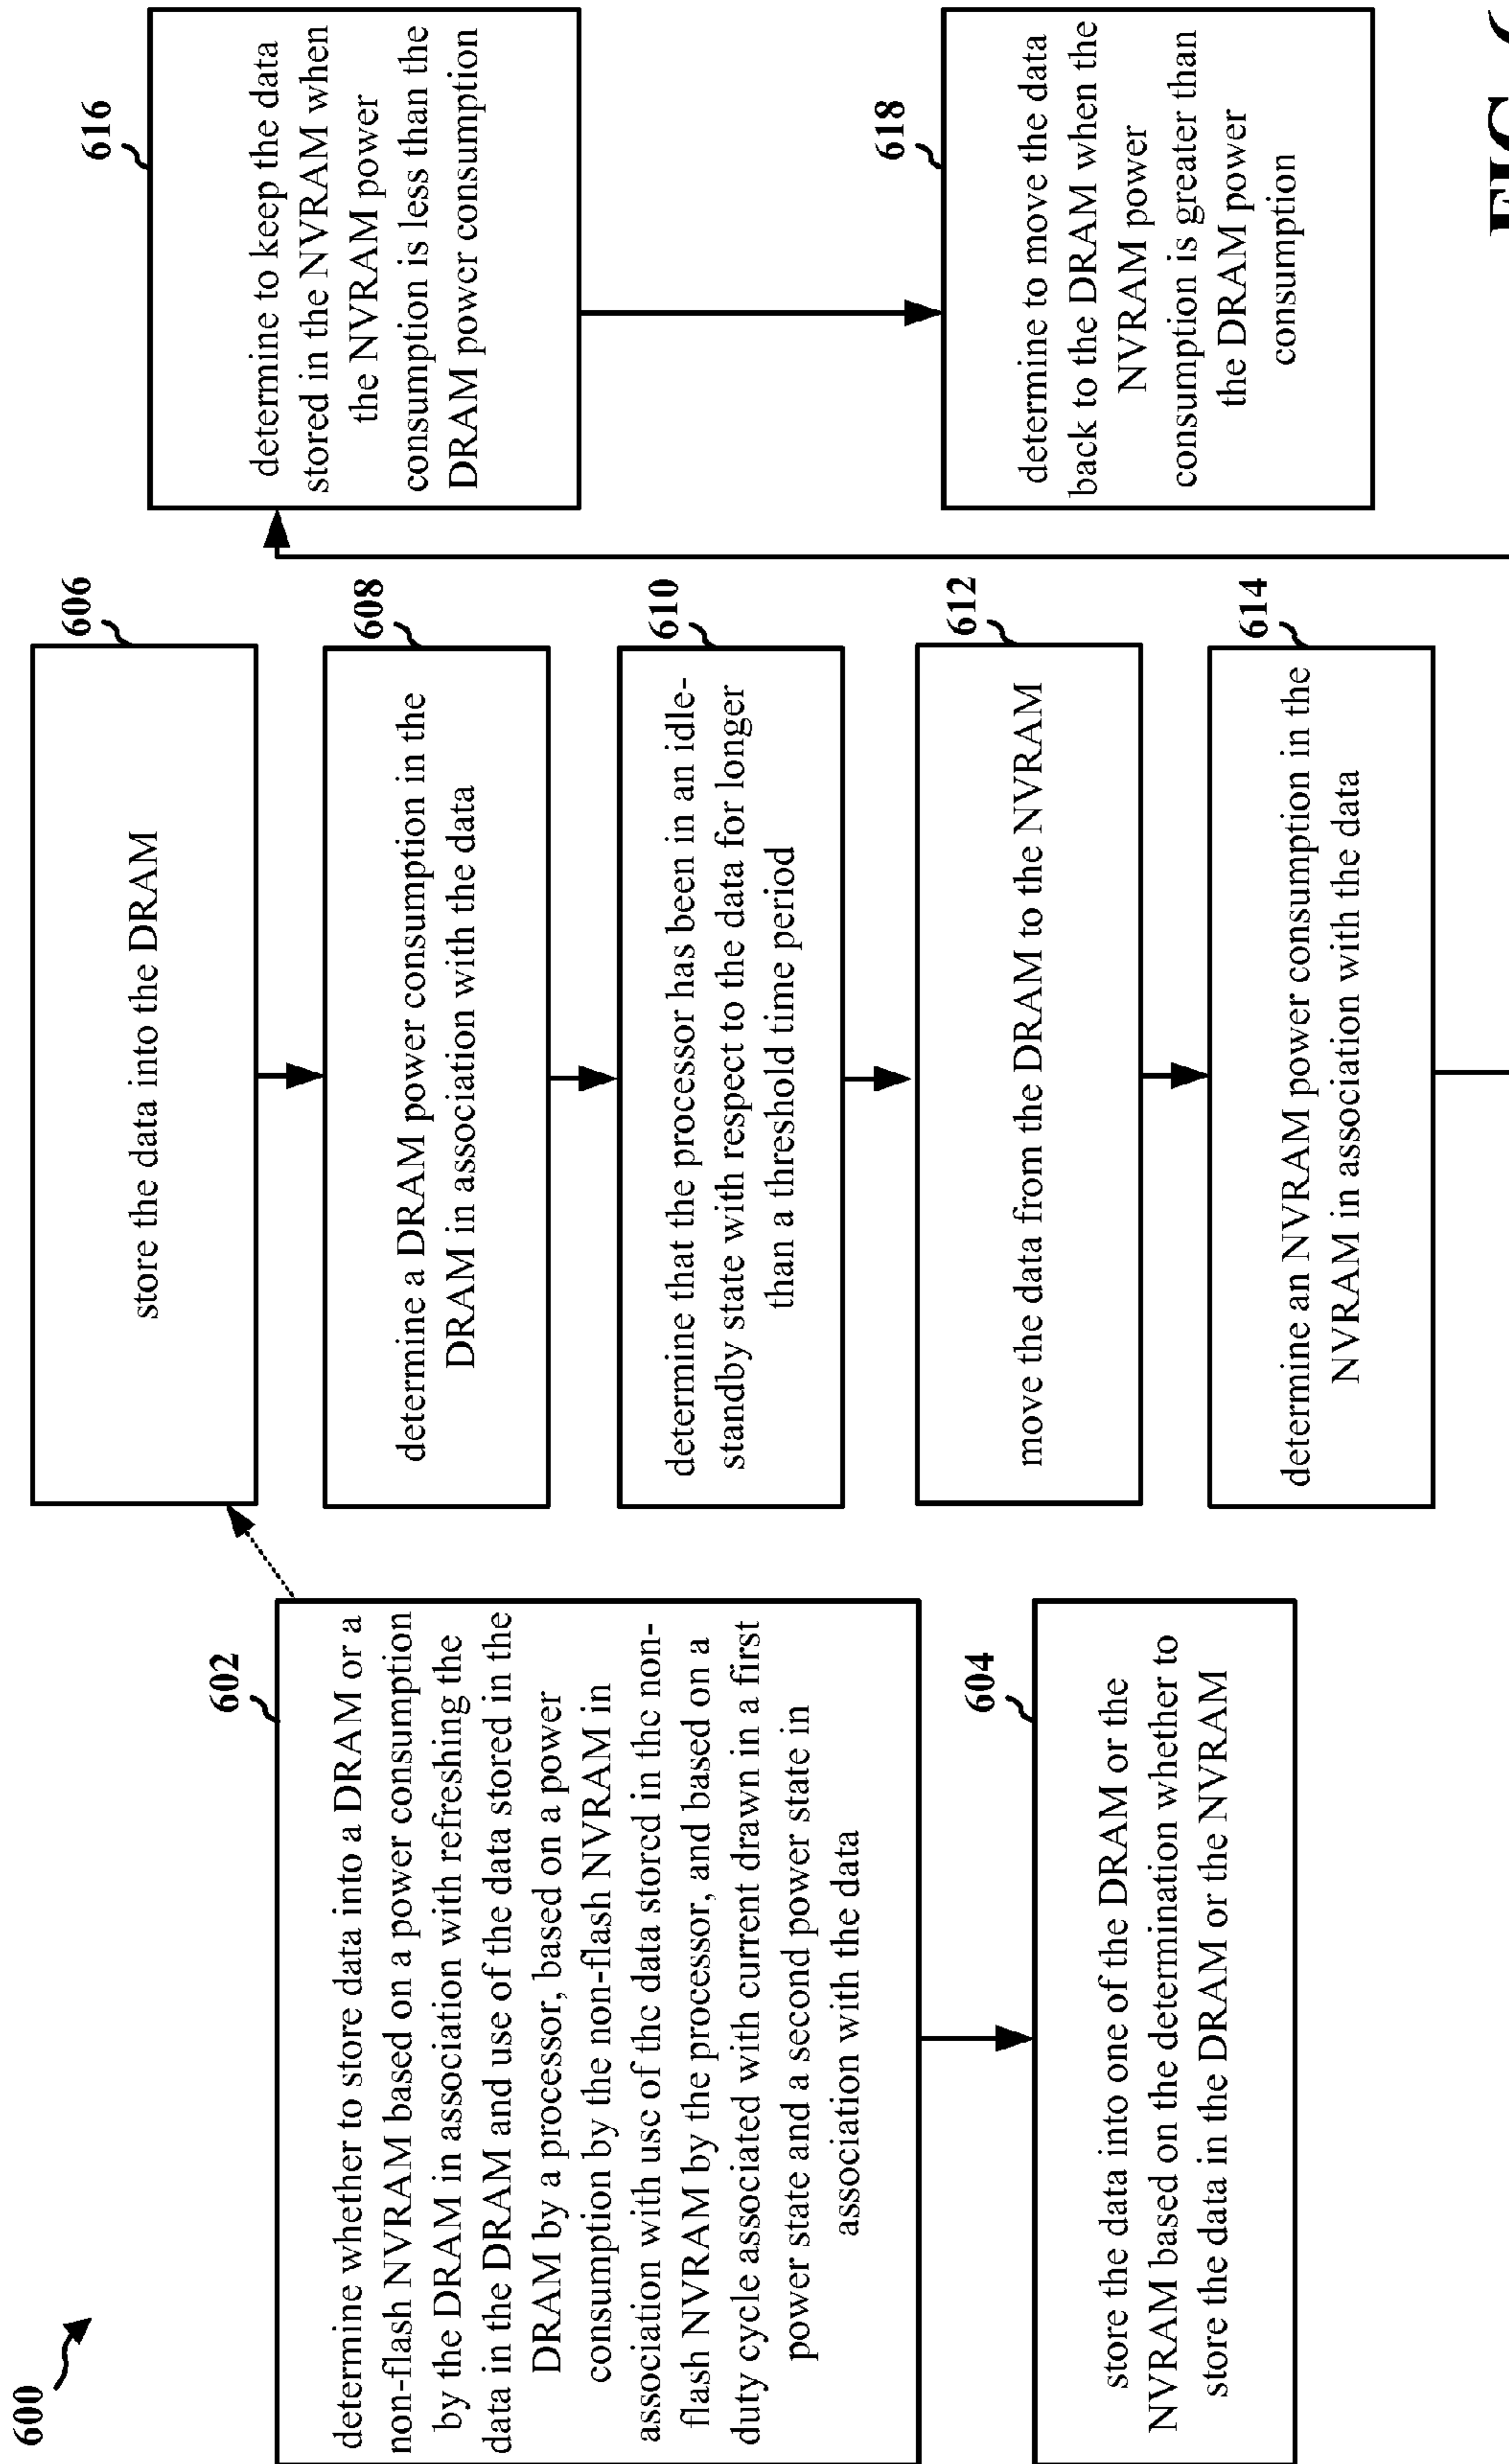 600
602
determine whether to store data into a DRAM or a
non-flash NVRAM based on a power consumption
by the DRAM in association with refreshing the
data in the DRAM and use of the data stored in the
DRAM by a processor, based on a power
consumption by the non-flash NVRAM in
association with use of the data stored in the non-
flash NVRAM by the processor, and based on a
duty cycle associated with current drawn in a first
power state and a second power state in
association with the data
604
store the data into one of the DRAM or the
NVRAM based on the determination whether to
store the data in the DRAM or the NVRAM
606
store the data into the DRAM
608
determine a DRAM power consumption in the
DRAM in association with the data
610
determine that the processor has been in an idle-
standby state with respect to the data for longer
than a threshold time period
612
move the data from the DRAM to the NVRAM
614
determine an NVRAM power consumption in the
NVRAM in association with the data
616
determine to keep the data
stored in the NVRAM when
the NVRAM power
consumption is less than the
DRAM power consumption
618
determine to move the data
back to the DRAM when the
NVRAM power
consumption is greater than
the DRAM power
consumption
FIG.